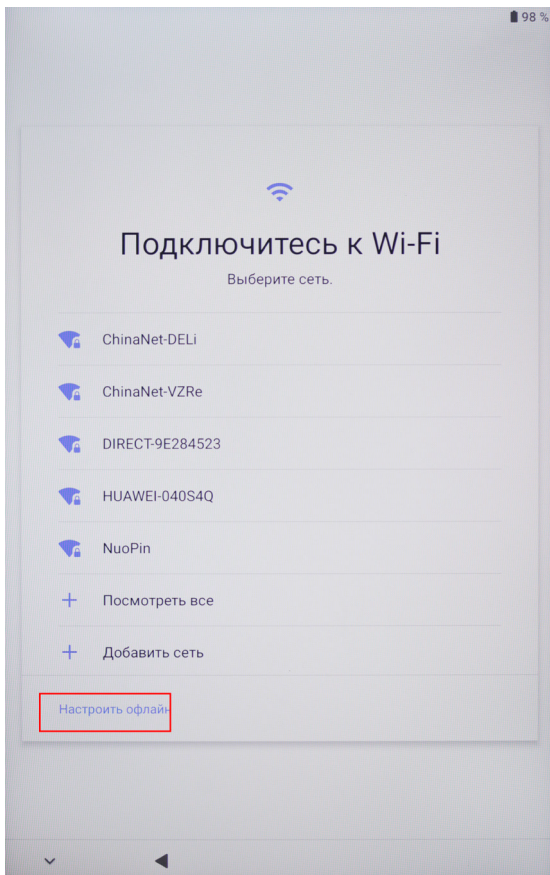 98 %
Подключитесь к Wi-Fi
Выберите сеть.
ChinaNet-DELi
ChinaNet-VZRe
DIRECT-9E284523
HUAWEI-040S4Q
NuoPin
Посмотреть все
Добавить сеть
Настроить офлайн